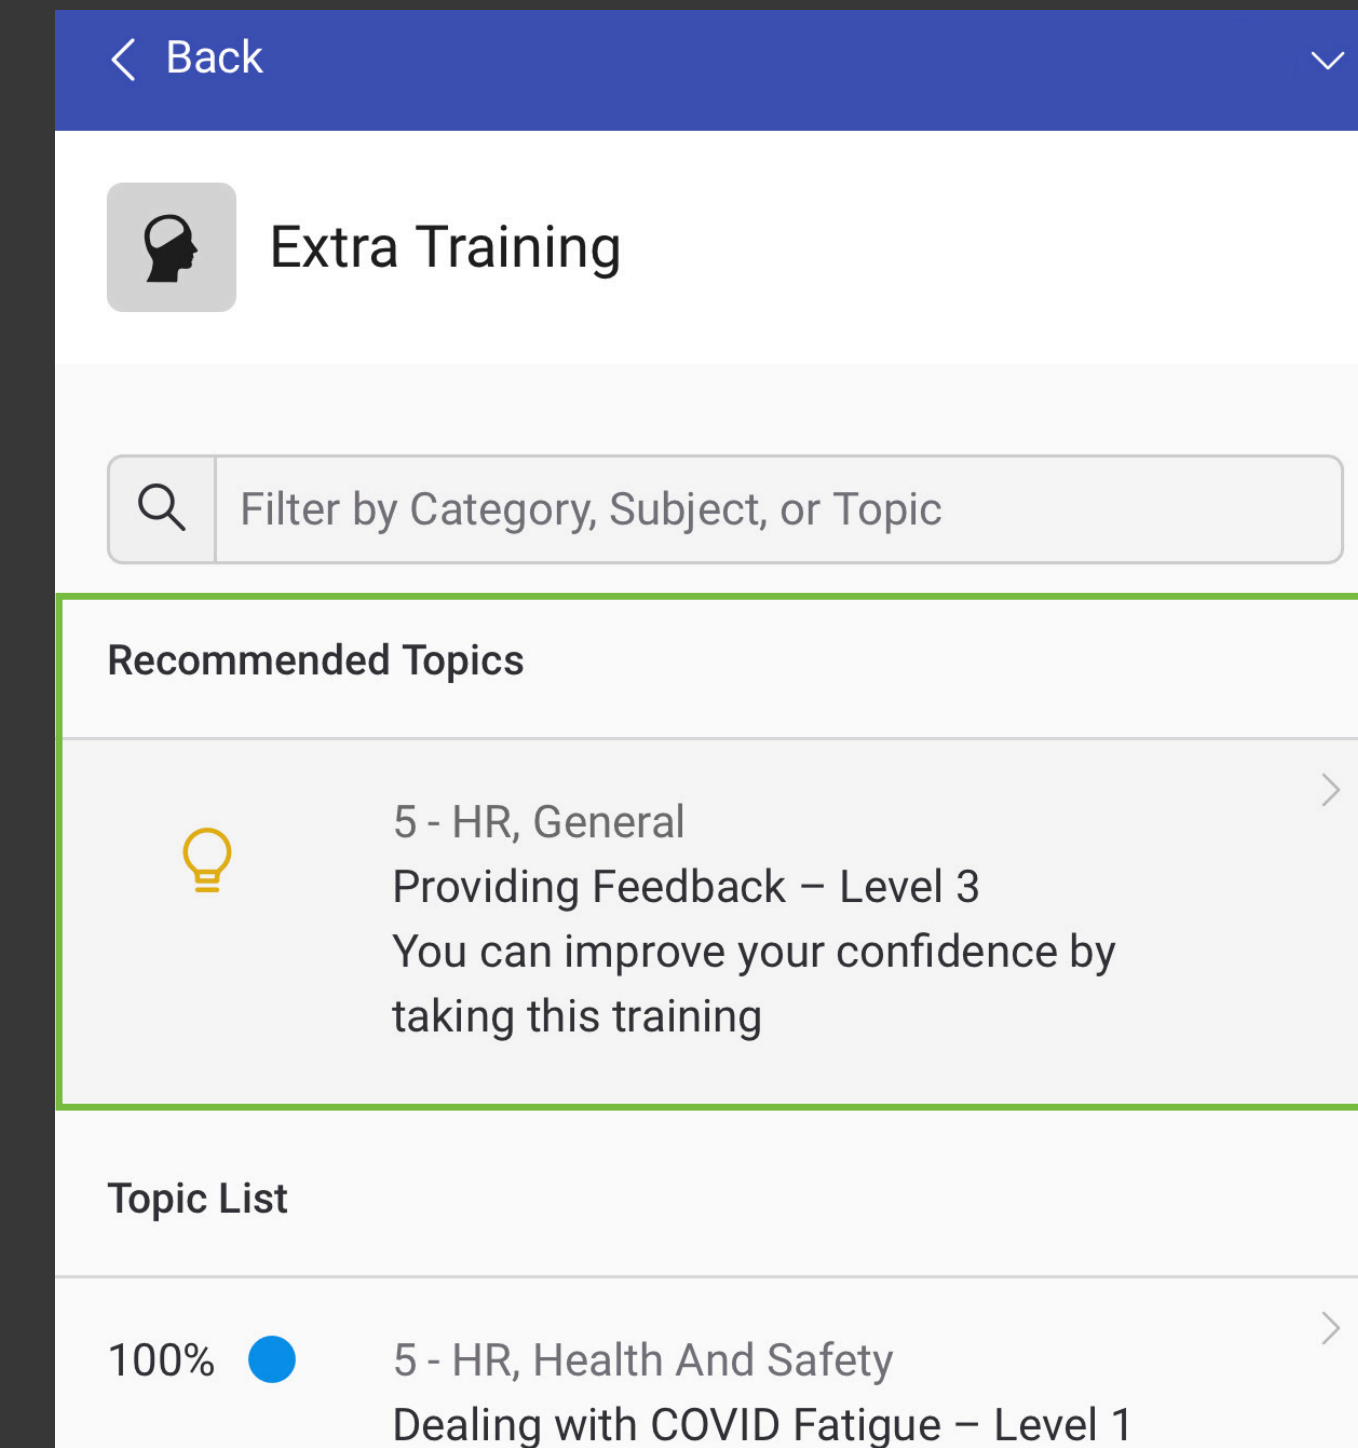 Back
Extra Training
Filter by Category, Subject, or Topic
Recommended Topics
5 - HR, General
Providing Feedback – Level 3
You can improve your confidence by
taking this training
Topic List
100%
5 - HR, Health And Safety
Dealing with COVID Fatigue – Level 1